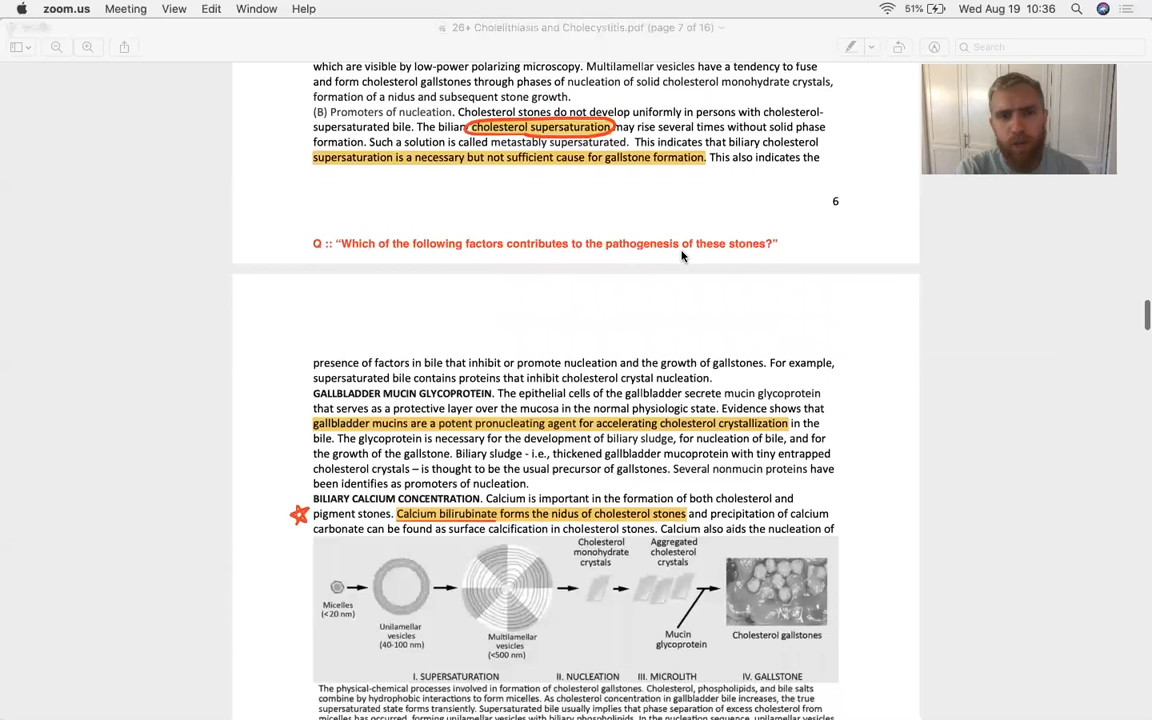 zoom.us Meeting View Edit Window Help 51% Wed Aug 19 10:36
26+ Cholelithiasis and Cholecystitis.pdf (page 7 of 16)
Search
which are visible by low-power polarizing microscopy. Multilamellar vesicles have a tendency to fuse
and form cholesterol gallstones through phases of nucleation of solid cholesterol monohydrate crystals,
formation of a nidus and subsequent stone growth.
(B) Promoters of nucleation. Cholesterol stones do not develop uniformly in persons with cholesterol-
supersaturated bile. The biliary cholesterol supersaturation may rise several times without solid phase
formation. Such a solution is called metastably supersaturated. This indicates that biliary cholesterol
supersaturation is a necessary but not sufficient cause for gallstone formation. This also indicates the
6
Q :: “Which of the following factors contributes to the pathogenesis of these stones?”
presence of factors in bile that inhibit or promote nucleation and the growth of gallstones. For example,
supersaturated bile contains proteins that inhibit cholesterol crystal nucleation.
GALLBLADDER MUCIN GLYCOPROTEIN. The epithelial cells of the gallbladder secrete mucin glycoprotein
that serves as a protective layer over the mucosa in the normal physiologic state. Evidence shows that
gallbladder mucins are a potent pronucleating agent for accelerating cholesterol crystallization in the
bile. The glycoprotein is necessary for the development of biliary sludge, for nucleation of bile, and for
the growth of the gallstone. Biliary sludge - i.e., thickened gallbladder mucoprotein with tiny entrapped
cholesterol crystals – is thought to be the usual precursor of gallstones. Several nonmucin proteins have
been identifies as promoters of nucleation.
BILIARY CALCIUM CONCENTRATION. Calcium is important in the formation of both cholesterol and
pigment stones. Calcium bilirubinate forms the nidus of cholesterol stones and precipitation of calcium
carbonate can be found as surface calcification in cholesterol stones. Calcium also aids the nucleation of
Cholesterol
monohydrate
crystals
Aggregated
cholesterol
crystals
Micelles
(<20 nm)
Unilamellar
vesicles
(40-100 nm)
Multilamellar
vesicles
(<500 nm)
Mucin
glycoprotein
Cholesterol gallstones
I. SUPERSATURATION II. NUCLEATION III. MICROLITH IV. GALLSTONE
The physical-chemical processes involved in formation of cholesterol gallstones. Cholesterol, phospholipids, and bile salts
combine by hydrophobic interactions to form micelles. As cholesterol concentration in gallbladder bile increases, the true
supersaturated state forms transiently. Supersaturated bile usually implies that phase separation of excess cholesterol from
micelles has occurred, forming unilamellar vesicles with biliary phospholipids. In the nucleation sequence, unilamellar vesicles